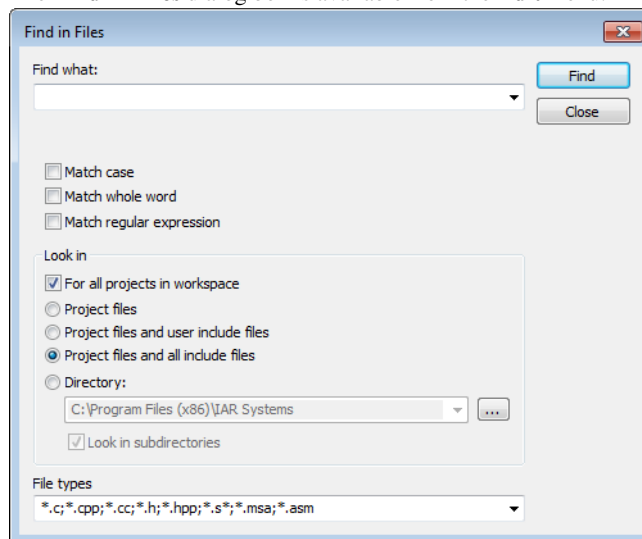 Find in Files
Find what:
Find
Close
Match case
Match whole word
Match regular expression
Look in
For all projects in workspace
Project files
Project files and user include files
Project files and all include files
Directory:
C:\Program Files (x86)\IAR Systems
...
Look in subdirectories
File types
*.c;*.cpp;*.cc;*.h;*.hpp;*.s*;*.msa;*.asm